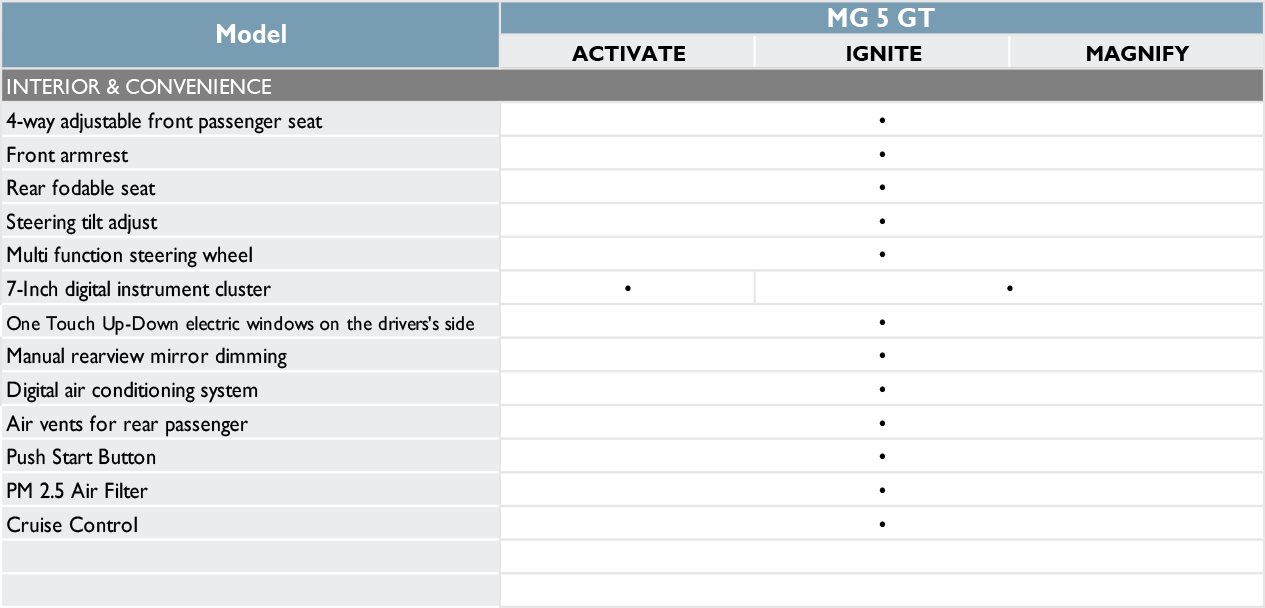 Model
MG 5 GT
ACTIVATE IGNITE MAGNIFY
INTERIOR & CONVENIENCE
4-way adjustable front passenger seat •
Front armrest •
Rear fodable seat •
Steering tilt adjust •
Multi function steering wheel •
7-Inch digital instrument cluster • •
One Touch Up-Down electric windows on the drivers's side •
Manual rearview mirror dimming •
Digital air conditioning system •
Air vents for rear passenger •
Push Start Button •
PM 2.5 Air Filter •
Cruise Control •